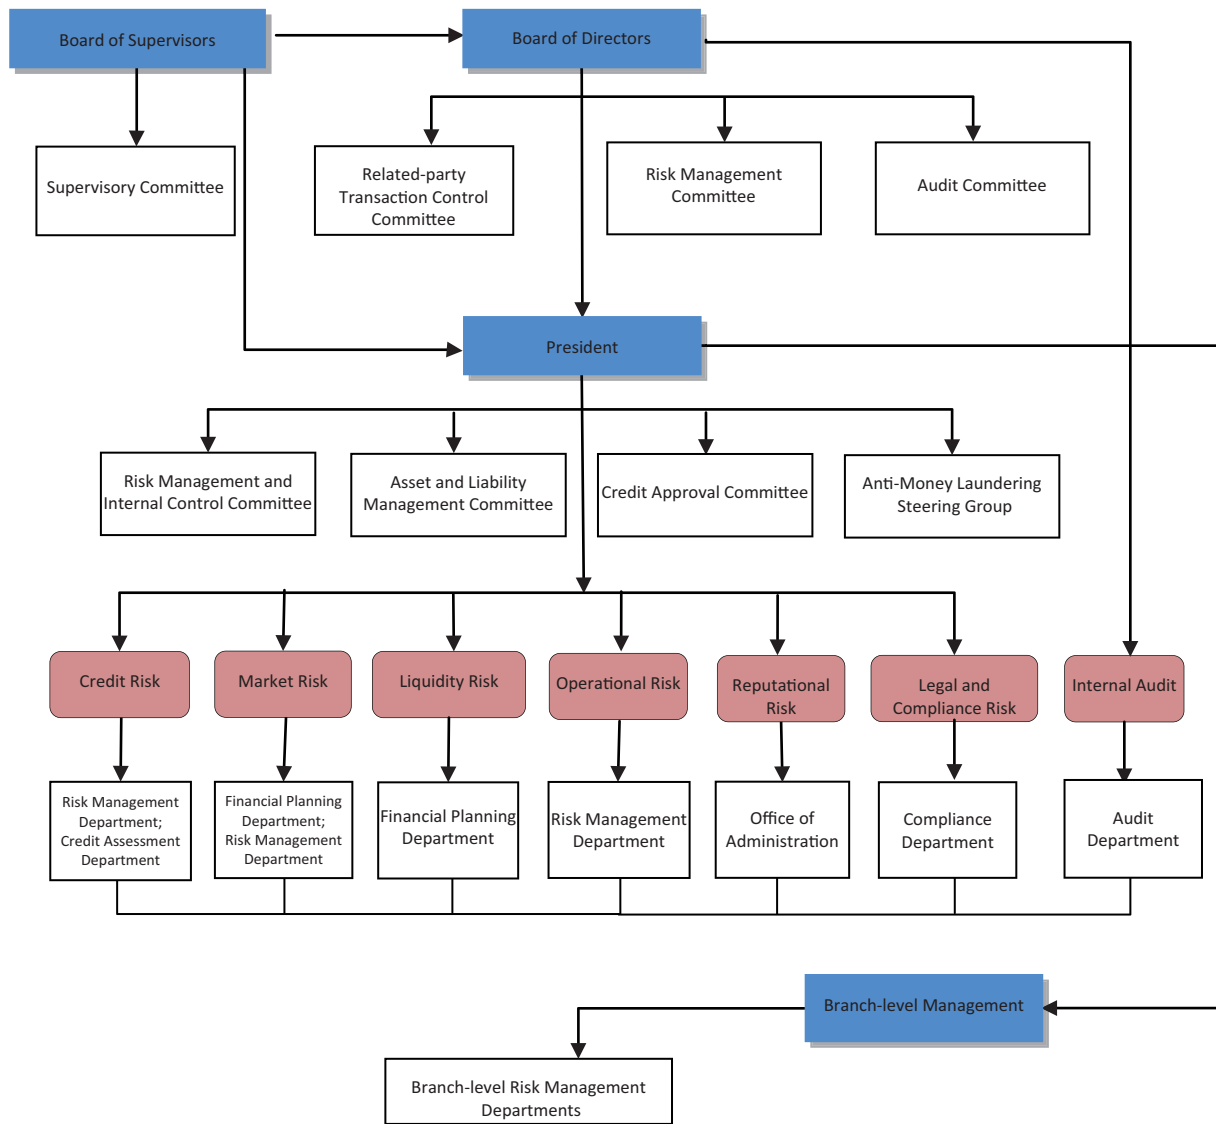 Board of Supervisors
Board of Directors
Supervisory Committee
Related-party
Transaction Control
Committee
Risk Management
Committee
Audit Committee
President
Risk Management and
Internal Control Committee
Asset and Liability
Management Committee
Credit Approval Committee
Anti-Money Laundering
Steering Group
Credit Risk
Market Risk
Liquidity Risk
Operational Risk
Reputational
Risk
Legal and
Compliance Risk
Internal Audit
Risk Management
Department;
Credit Assessment
Department
Financial Planning
Department;
Risk Management
Department
Financial Planning
Department
Risk Management
Department
Office of
Administration
Compliance
Department
Audit
Department
Branch-level Management
Branch-level Risk Management
Departments